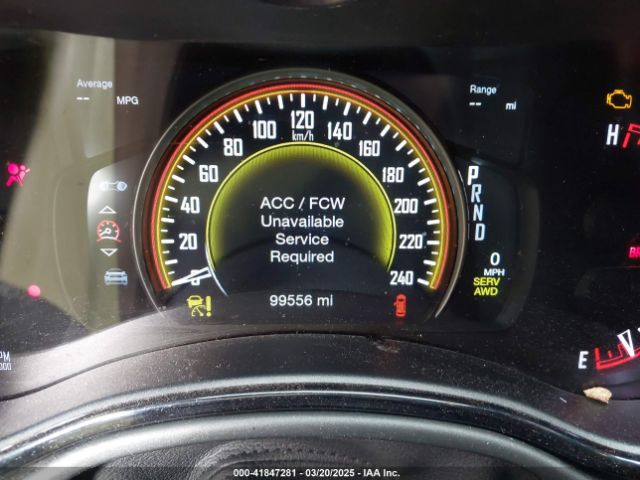 Average
-- MPG
Range
-- mi
0
20
40
60
80
100
120
140
160
180
200
220
240
km/h
ACC / FCW
Unavailable
Service
Required
99556 mi
P
R
N
D
0
MPH
SERV
AWD
H
E
000-41847281 - 03/20/2025 - IAA Inc.